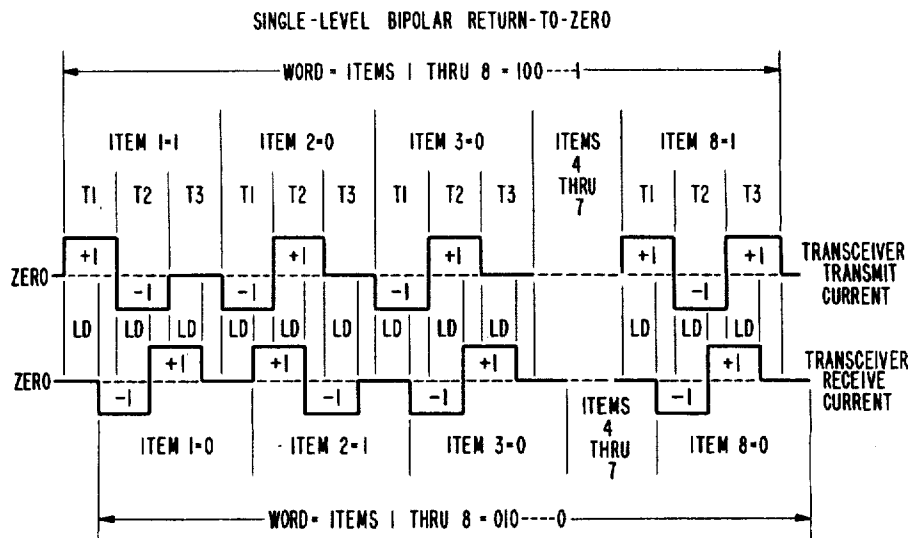 SINGLE-LEVEL BIPOLAR RETURN-TO-ZERO
WORD = ITEMS 1 THRU 8 = 100----1
ITEM 1=1 ITEM 2=0 ITEM 3=0 ITEMS 4 THRU 7 ITEM 8=1
T1 T2 T3 T1 T2 T3 T1 T2 T3 T1 T2 T3
+1 +1 +1 +1 +1
ZERO
-1 -1 -1 -1
TRANSCEIVER
TRANSMIT
CURRENT
LD LD LD LD LD LD LD LD LD LD LD LD
+1 +1 +1 +1
ZERO
-1 -1 -1 -1
TRANSCEIVER
RECEIVE
CURRENT
ITEM 1=0 ITEM 2=1 ITEM 3=0 ITEMS 4 THRU 7 ITEM 8=0
WORD= ITEMS 1 THRU 8 = 010----0